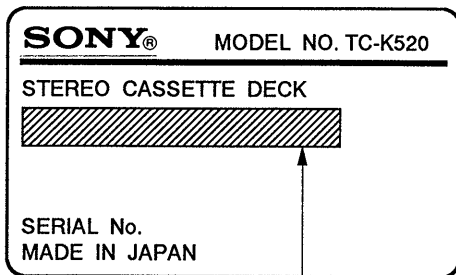 SONY® MODEL NO. TC-K520
STEREO CASSETTE DECK
SERIAL No.
MADE IN JAPAN